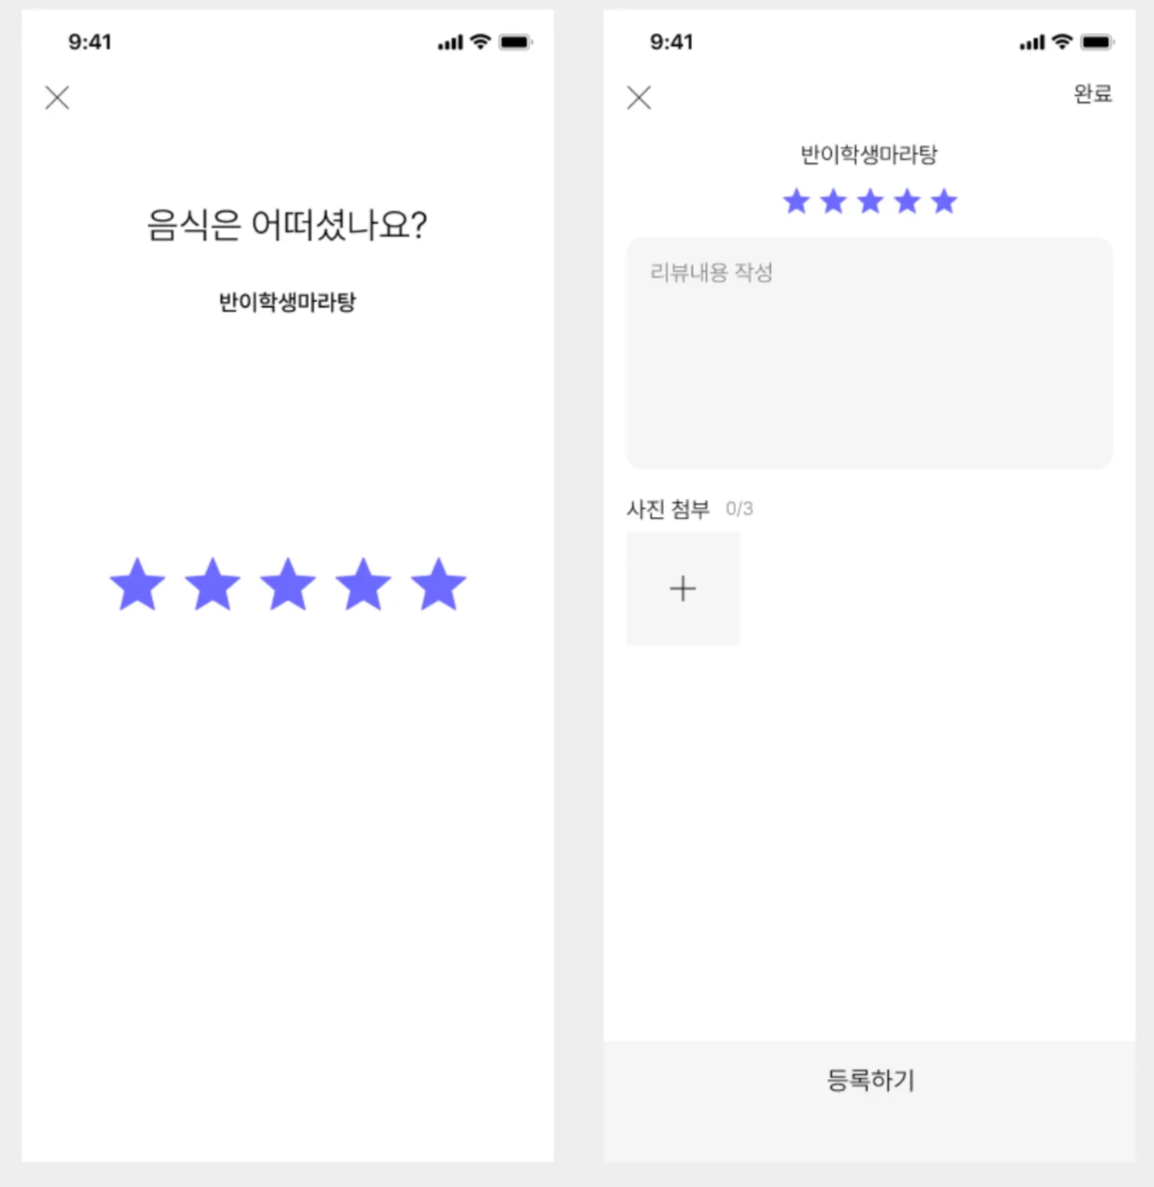 9:41
음식은 어떠셨나요?
반이학생마라탕
9:41
완료
반이학생마라탕
리뷰내용 작성
사진 첨부 0/3
등록하기